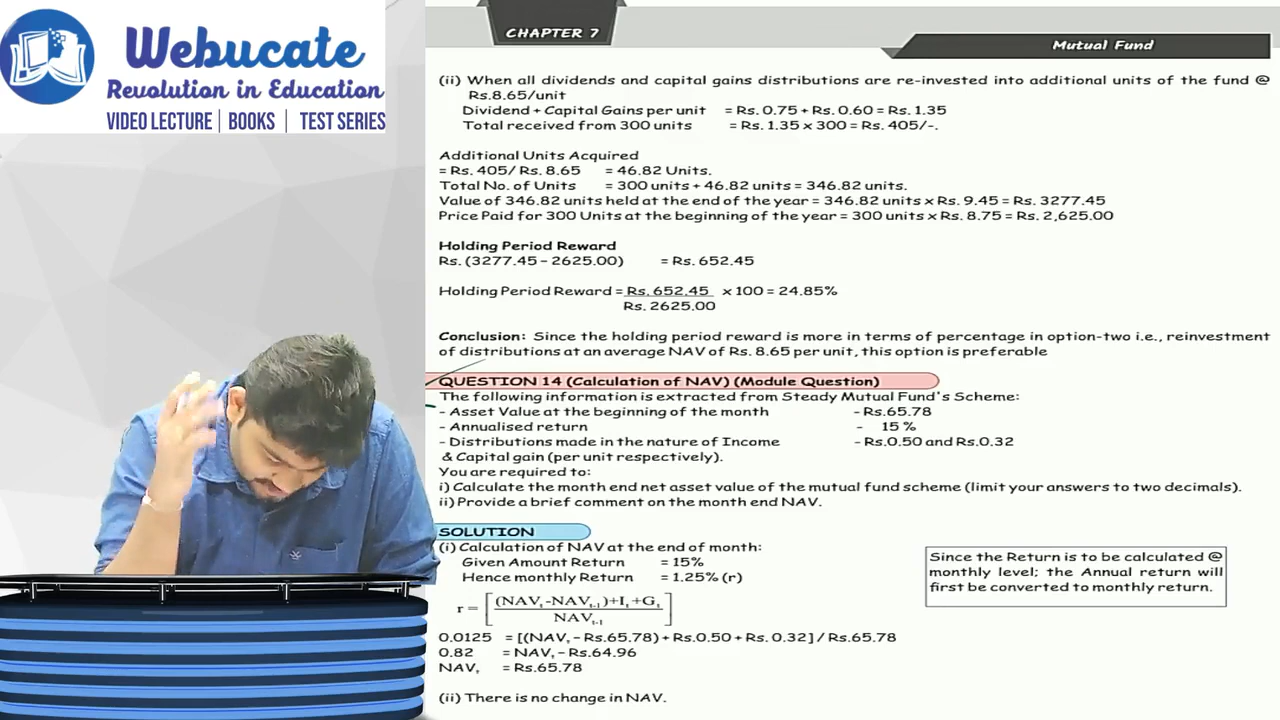 Webucate
Revolution in Education
VIDEO LECTURE | BOOKS | TEST SERIES
CHAPTER 7
Mutual Fund
(ii) When all dividends and capital gains distributions are re-invested into additional units of the fund @
Rs.8.65/unit
Dividend + Capital Gains per unit = Rs. 0.75 + Rs. 0.60 = Rs. 1.35
Total received from 300 units = Rs. 1.35 x 300 = Rs. 405/-.
Additional Units Acquired
= Rs. 405/ Rs. 8.65 = 46.82 Units.
Total No. of Units = 300 units + 46.82 units = 346.82 units.
Value of 346.82 units held at the end of the year = 346.82 units x Rs. 9.45 = Rs. 3277.45
Price Paid for 300 Units at the beginning of the year = 300 units x Rs. 8.75 = Rs. 2,625.00
Holding Period Reward
Rs. (3277.45 – 2625.00) = Rs. 652.45
Holding Period Reward = Rs. 652.45 x 100 = 24.85%
Rs. 2625.00
Conclusion: Since the holding period reward is more in terms of percentage in option-two i.e., reinvestment
of distributions at an average NAV of Rs. 8.65 per unit, this option is preferable
QUESTION 14 (Calculation of NAV) (Module Question)
The following information is extracted from Steady Mutual Fund's Scheme:
- Asset Value at the beginning of the month - Rs.65.78
- Annualised return - 15 %
- Distributions made in the nature of Income - Rs.0.50 and Rs.0.32
& Capital gain (per unit respectively).
You are required to:
i) Calculate the month end net asset value of the mutual fund scheme (limit your answers to two decimals).
ii) Provide a brief comment on the month end NAV.
SOLUTION
(i) Calculation of NAV at the end of month:
Given Amount Return = 15%
Hence monthly Return = 1.25% (r)
Since the Return is to be calculated @
monthly level; the Annual return will
first be converted to monthly return.
r = [(NAVt-NAVt-1)+It+Gt
NAVt-1]
0.0125 = [(NAVt – Rs.65.78) + Rs.0.50 + Rs. 0.32] / Rs.65.78
0.82 = NAVt – Rs.64.96
NAVt = Rs.65.78
(ii) There is no change in NAV.